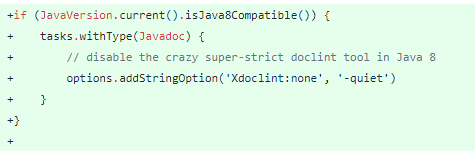 +if (JavaVersion.current().isJava8Compatible()) {
+    tasks.withType(Javadoc) {
+        // disable the crazy super-strict doclint tool in Java 8
+        options.addStringOption('Xdoclint:none', '-quiet')
+    }
+}
+